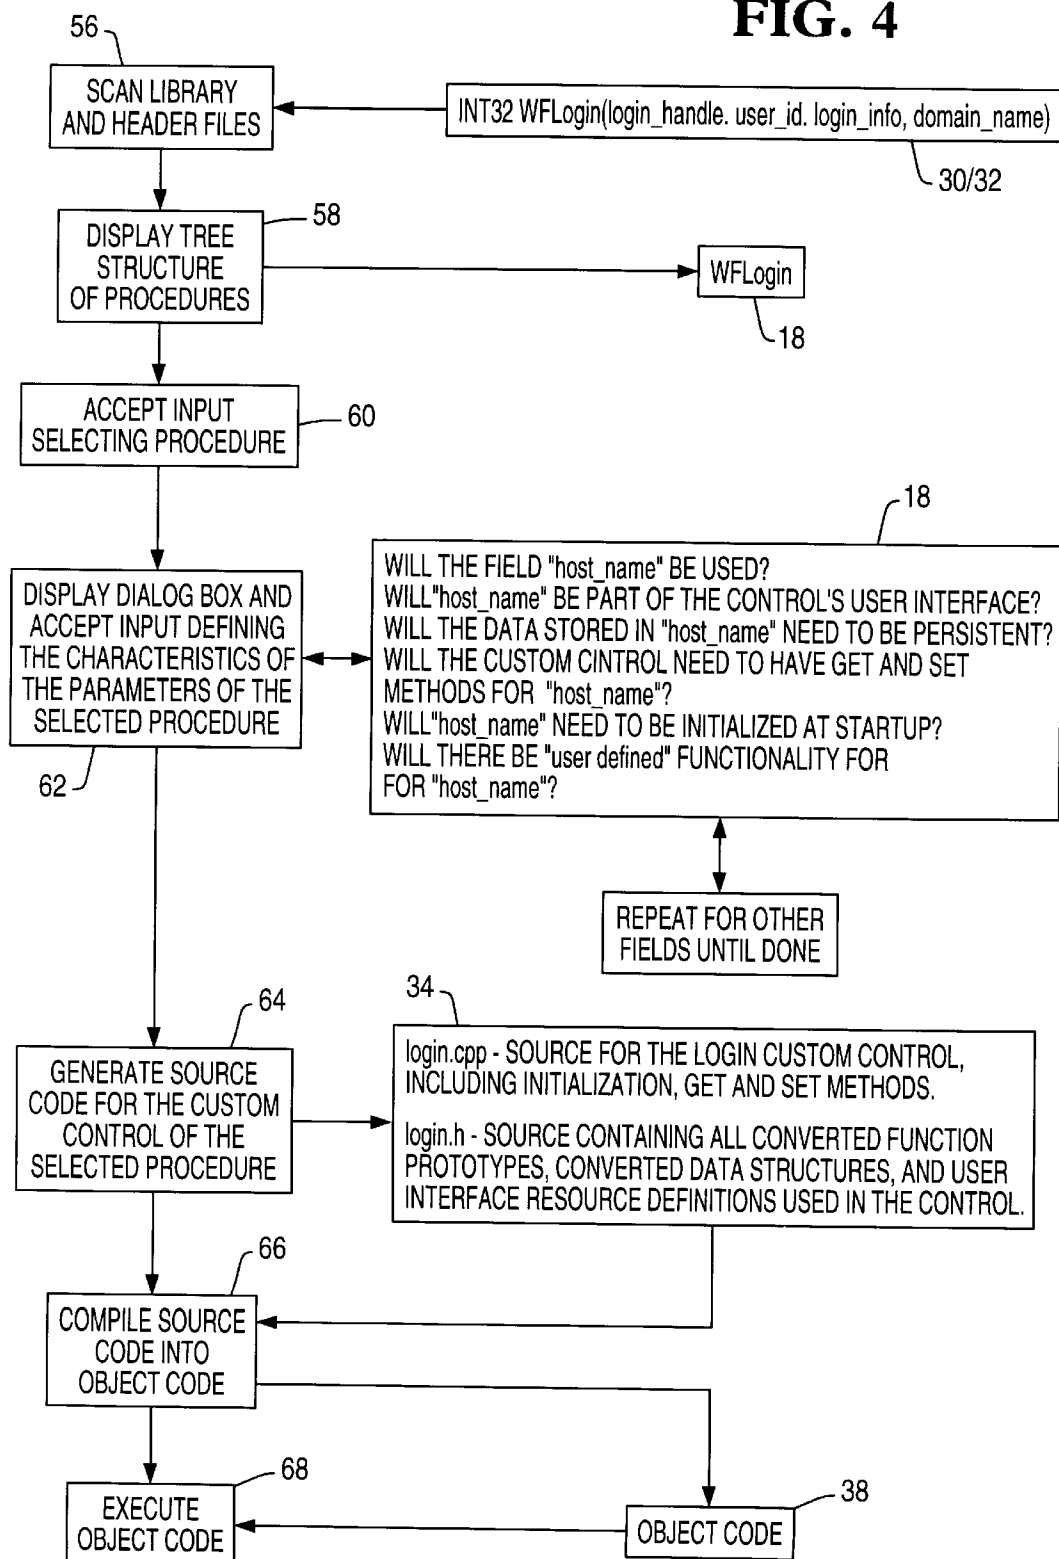 FIG. 4
56
SCAN LIBRARY
AND HEADER FILES
INT32 WFLogin(login_handle. user_id. login_info, domain_name)
30/32
58
DISPLAY TREE
STRUCTURE
OF PROCEDURES
WFLogin
18
ACCEPT INPUT
SELECTING PROCEDURE
60
18
DISPLAY DIALOG BOX AND
ACCEPT INPUT DEFINING
THE CHARACTERISTICS OF
THE PARAMETERS OF THE
SELECTED PROCEDURE
62
WILL THE FIELD "host_name" BE USED?
WILL"host_name" BE PART OF THE CONTROL'S USER INTERFACE?
WILL THE DATA STORED IN "host_name" NEED TO BE PERSISTENT?
WILL THE CUSTOM CINTROL NEED TO HAVE GET AND SET
METHODS FOR "host_name"?
WILL"host_name" NEED TO BE INITIALIZED AT STARTUP?
WILL THERE BE "user defined" FUNCTIONALITY FOR
FOR "host_name"?
REPEAT FOR OTHER
FIELDS UNTIL DONE
64
GENERATE SOURCE
CODE FOR THE CUSTOM
CONTROL OF THE
SELECTED PROCEDURE
34
login.cpp - SOURCE FOR THE LOGIN CUSTOM CONTROL,
INCLUDING INITIALIZATION, GET AND SET METHODS.
login.h - SOURCE CONTAINING ALL CONVERTED FUNCTION
PROTOTYPES, CONVERTED DATA STRUCTURES, AND USER
INTERFACE RESOURCE DEFINITIONS USED IN THE CONTROL.
66
COMPILE SOURCE
CODE INTO
OBJECT CODE
68
EXECUTE
OBJECT CODE
38
OBJECT CODE